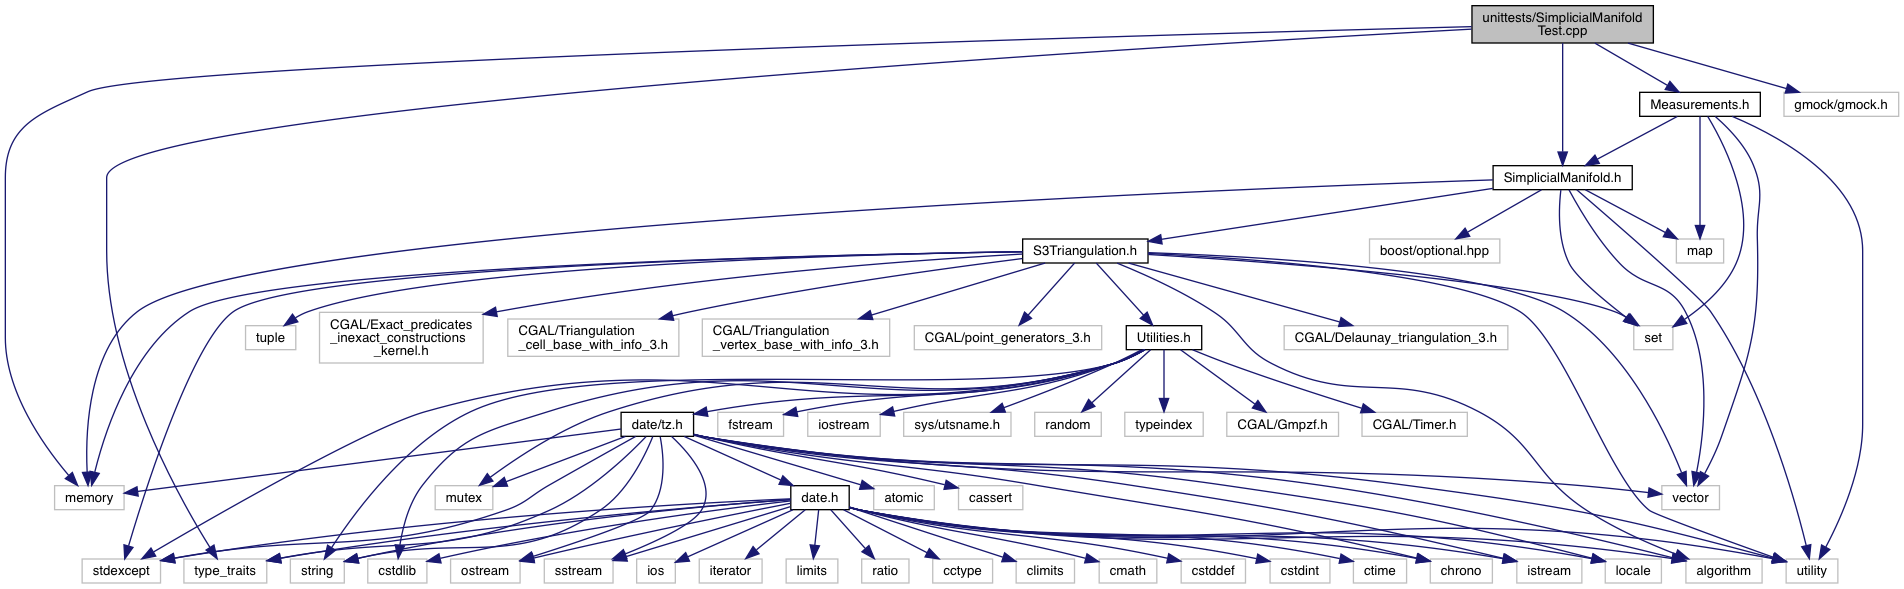 unittests/SimplicialManifold
Test.cpp
Measurements.h
gmock/gmock.h
SimplicialManifold.h
S3Triangulation.h
boost/optional.hpp
map
tuple
CGAL/Exact_predicates
_inexact_constructions
_kernel.h
CGAL/Triangulation
_cell_base_with_info_3.h
CGAL/Triangulation
_vertex_base_with_info_3.h
CGAL/point_generators_3.h
Utilities.h
CGAL/Delaunay_triangulation_3.h
set
date/tz.h
fstream
iostream
sys/utsname.h
random
typeindex
CGAL/Gmpzf.h
CGAL/Timer.h
memory
mutex
date.h
atomic
cassert
vector
stdexcept
type_traits
string
cstdlib
ostream
sstream
ios
iterator
limits
ratio
cctype
climits
cmath
cstddef
cstdint
ctime
chrono
istream
locale
algorithm
utility